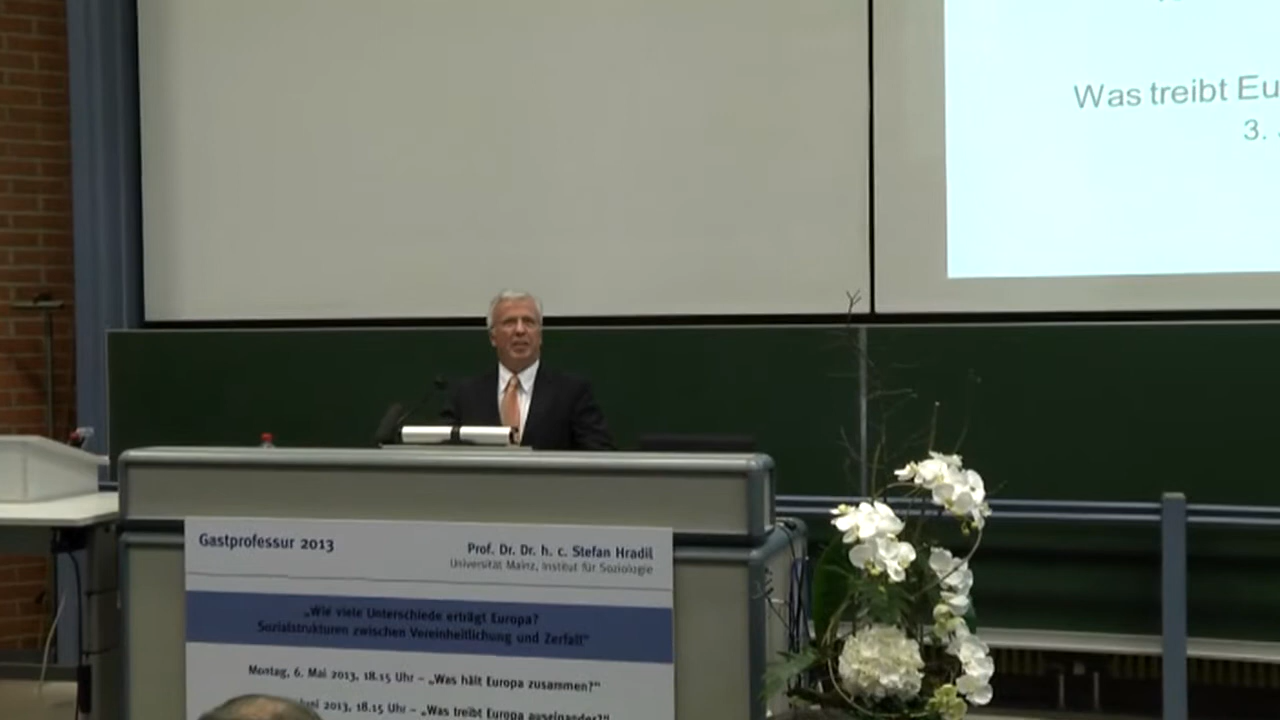 Was treibt Eu
3.
Gastprofessur 2013
Prof. Dr. Dr. h. c. Stefan Hradil
Universität Mainz, Institut für Soziologie
„Wie viele Unterschiede erträgt Europa?
Sozialstrukturen zwischen Vereinheitlichung und Zerfall“
Montag, 6. Mai 2013, 18.15 Uhr – „Was hält Europa zusammen?“
2013, 18.15 Uhr – „Was treibt Europa auseinander?“